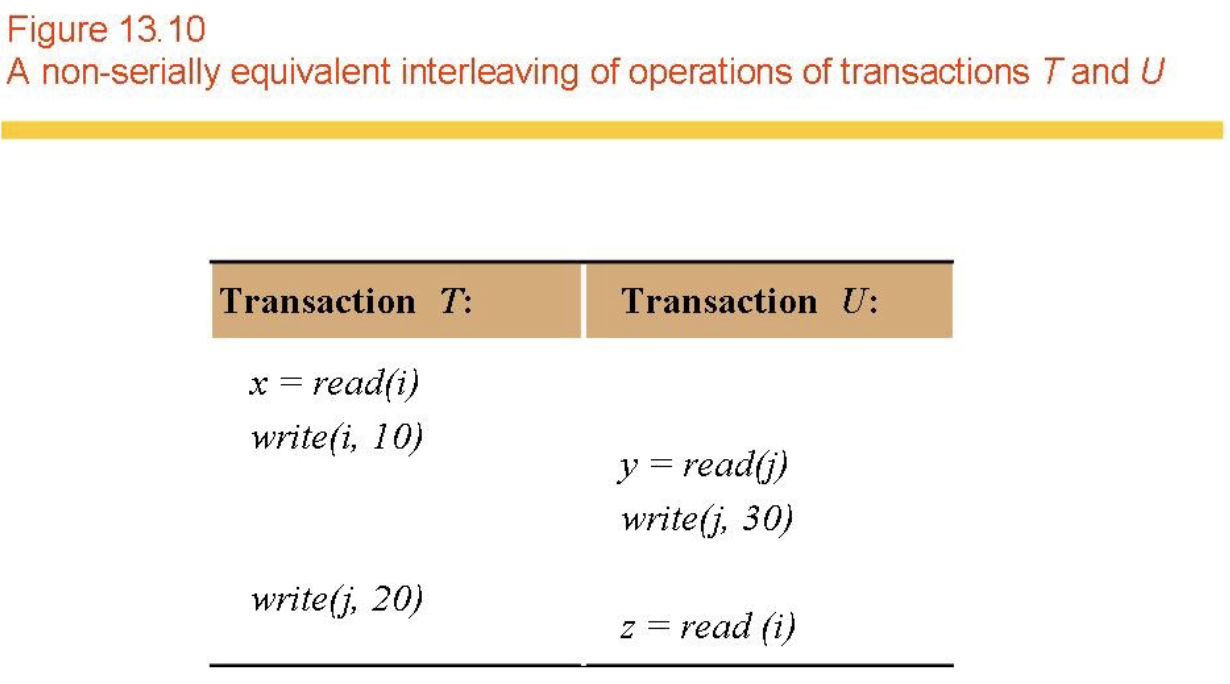 Figure 13.10
A non-serially equivalent interleaving of operations of transactions T and U
Transaction T: Transaction U:
x = read(i)
write(i, 10)
y = read(j)
write(j, 30)
write(j, 20)
z = read (i)